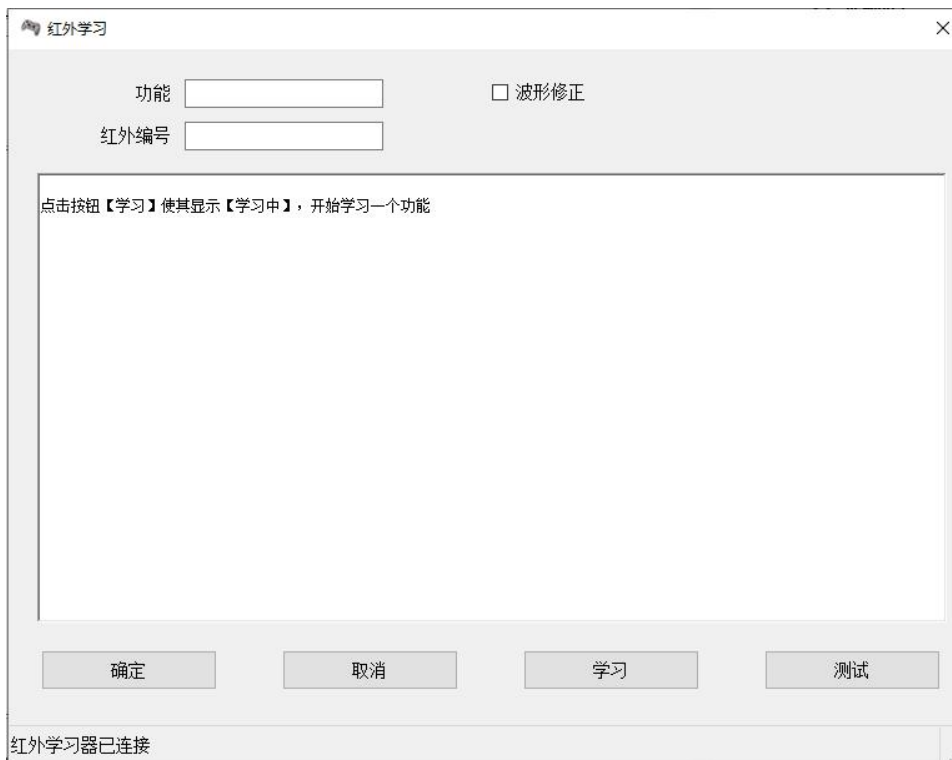 红外学习
功能
波形修正
红外编号
点击按钮【学习】使其显示【学习中】，开始学习一个功能
确定
取消
学习
测试
红外学习器已连接